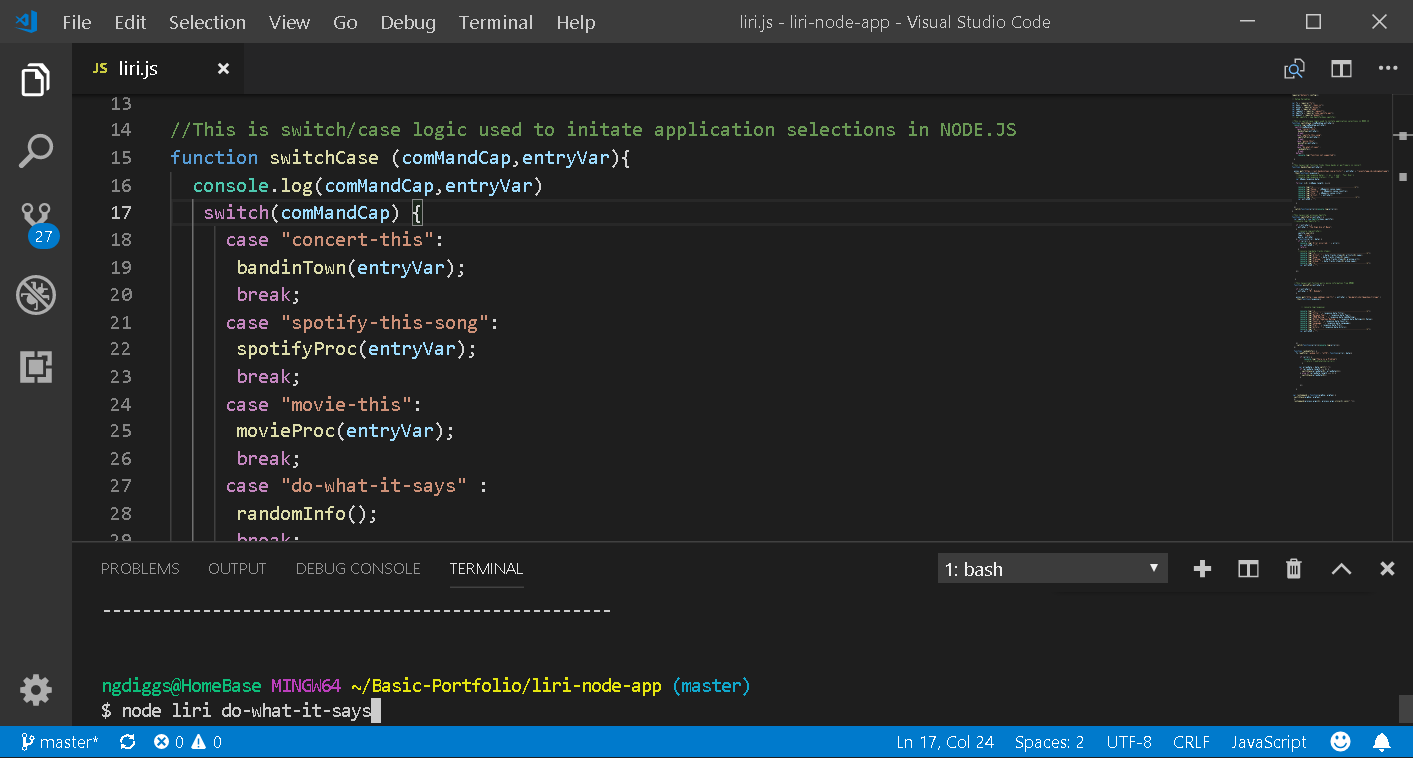 File Edit Selection View Go Debug Terminal Help liri.js - liri-node-app - Visual Studio Code
JS liri.js
13
14 //This is switch/case logic used to initate application selections in NODE.JS
15 function switchCase (comMandCap,entryVar){
16 console.log(comMandCap,entryVar)
17 switch(comMandCap) {
18 case "concert-this":
19 bandinTown(entryVar);
20 break;
21 case "spotify-this-song":
22 spotifyProc(entryVar);
23 break;
24 case "movie-this":
25 movieProc(entryVar);
26 break;
27 case "do-what-it-says" :
28 randomInfo();
29 break;
27
PROBLEMS OUTPUT DEBUG CONSOLE TERMINAL 1: bash
---------------------------------------------------
ngdiggs@HomeBase MINGW64 ~/Basic-Portfolio/liri-node-app (master)
$ node liri do-what-it-says
master* 0 0 Ln 17, Col 24 Spaces: 2 UTF-8 CRLF JavaScript